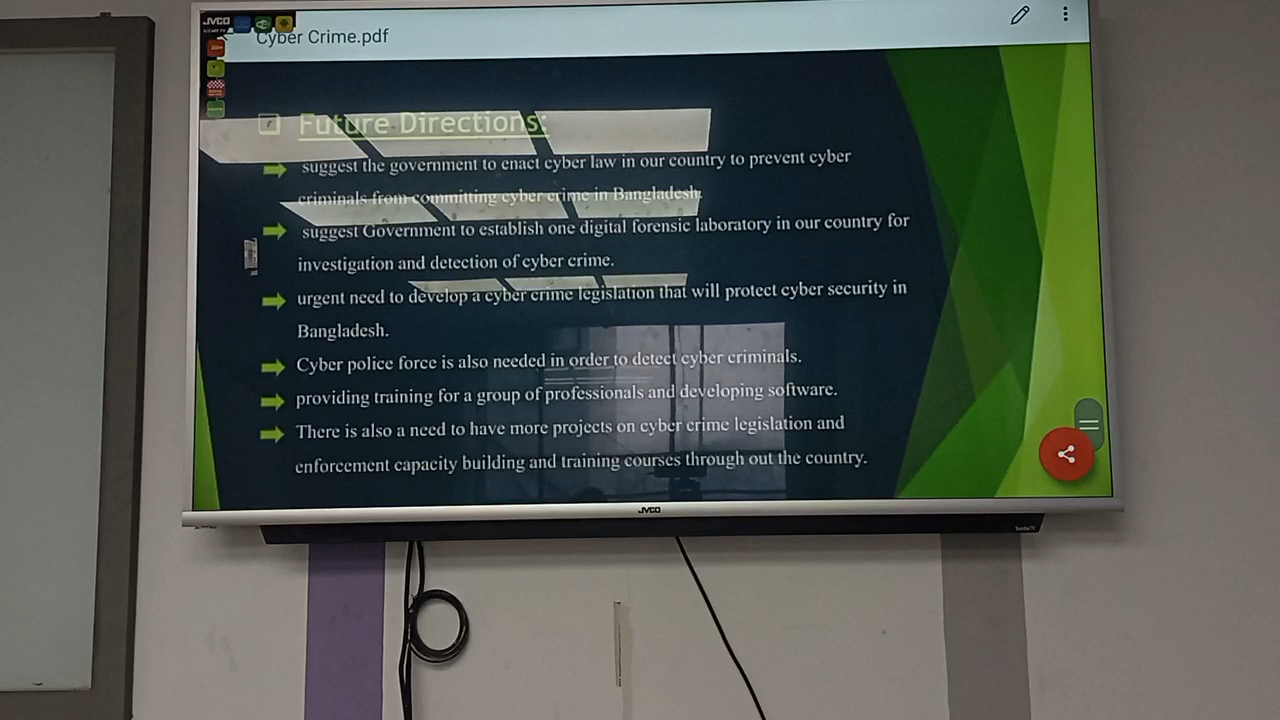 JVCO
Cyber Crime.pdf
Future Directions:
suggest the government to enact cyber law in our country to prevent cyber
criminals from committing cyber crime in Bangladesh.
suggest Government to establish one digital forensic laboratory in our country for
investigation and detection of cyber crime.
urgent need to develop a cyber crime legislation that will protect cyber security in
Bangladesh.
Cyber police force is also needed in order to detect cyber criminals.
providing training for a group of professionals and developing software.
There is also a need to have more projects on cyber crime legislation and
enforcement capacity building and training courses through out the country.
JVCO